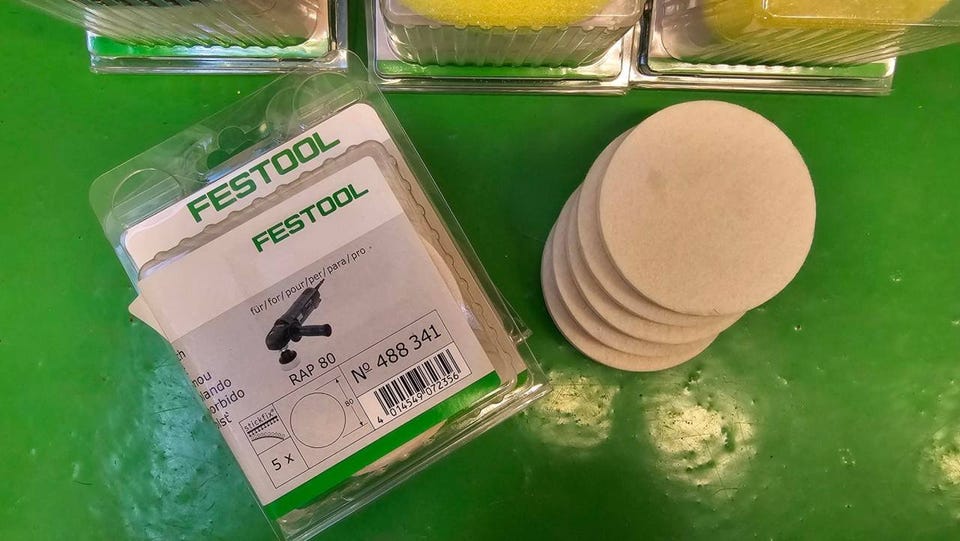 FESTOOL
FESTOOL
für/for/pour/per/para/pro
RAP 80
Nº 488 341
4 014549 072356
stickfix
80
5 x